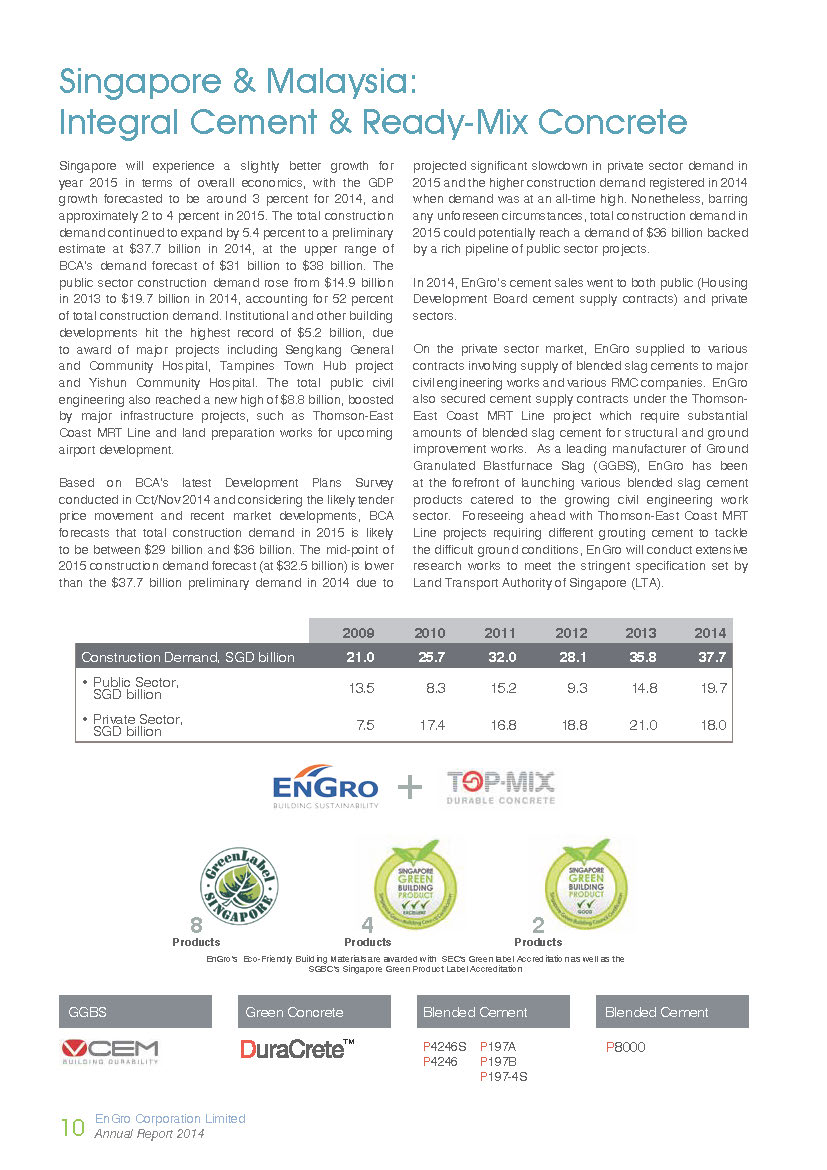 Singapore & Malaysia:
Integral Cement & Ready-Mix Concrete
Singapore will experience a slightly better growth for
year 2015 in terms of overall economics, with the GDP
growth forecasted to be around 3 percent for 2014, and
approximately 2 to 4 percent in 2015. The total construction
demand continued to expand by 5.4 percent to a preliminary
estimate at $37.7 billion in 2014, at the upper range of
BCA's demand forecast of $31 billion to $38 billion. The
public sector construction demand rose from $14.9 billion
in 2013 to $19.7 billion in 2014, accounting for 52 percent
of total construction demand. Institutional and other building
developments hit the highest record of $5.2 billion, due
to award of major projects including Sengkang General
and Community Hospital, Tampines Town Hub project
and Yishun Community Hospital. The total public civil
engineering also reached a new high of $8.8 billion, boosted
by major infrastructure projects, such as Thomson-East
Coast MRT Line and land preparation works for upcoming
airport development.
Based on BCA's latest Development Plans Survey
conducted in Oct/Nov 2014 and considering the likely tender
price movement and recent market developments, BCA
forecasts that total construction demand in 2015 is likely
to be between $29 billion and $36 billion. The mid-point of
2015 construction demand forecast (at $32.5 billion) is lower
than the $37.7 billion preliminary demand in 2014 due to
projected significant slowdown in private sector demand in
2015 and the higher construction demand registered in 2014
when demand was at an all-time high. Nonetheless, barring
any unforeseen circumstances, total construction demand in
2015 could potentially reach a demand of $36 billion backed
by a rich pipeline of public sector projects.
In 2014, EnGro's cement sales went to both public (Housing
Development Board cement supply contracts) and private
sectors.
On the private sector market, EnGro supplied to various
contracts involving supply of blended slag cements to major
civil engineering works and various RMC companies. EnGro
also secured cement supply contracts under the Thomson-
East Coast MRT Line project which require substantial
amounts of blended slag cement for structural and ground
improvement works. As a leading manufacturer of Ground
Granulated Blastfurnace Slag (GGBS), EnGro has been
at the forefront of launching various blended slag cement
products catered to the growing civil engineering work
sector. Foreseeing ahead with Thomson-East Coast MRT
Line projects requiring different grouting cement to tackle
the difficult ground conditions, EnGro will conduct extensive
research works to meet the stringent specification set by
Land Transport Authority of Singapore (LTA).
2009 2010 2011 2012 2013 2014
Construction Demand, SGD billion 21.0 25.7 32.0 28.1 35.8 37.7
• Public Sector,
SGD billion 13.5 8.3 15.2 9.3 14.8 19.7
• Private Sector,
SGD billion 7.5 17.4 16.8 18.8 21.0 18.0
ENGRO + TOP-MIX
BUILDING SUSTAINABILITY DURABLE CONCRETE
GreenLabel
SINGAPORE
8
Products
SINGAPORE
GREEN
BUILDING
PRODUCT
EXCELLENT
Singapore Green Building Council Certification
4
Products
SINGAPORE
GREEN
BUILDING
PRODUCT
GOOD
Singapore Green Building Council Certification
2
Products
EnGro's Eco-Friendly Building Materials are awarded with SEC's Green label Accreditation as well as the
SGBC's Singapore Green Product Label Accreditation
GGBS Green Concrete Blended Cement Blended Cement
VCEM
BUILDING DURABILITY
DuraCrete™
P4246S P197A
P4246 P197B
P197-4S
P8000
10 EnGro Corporation Limited
Annual Report 2014